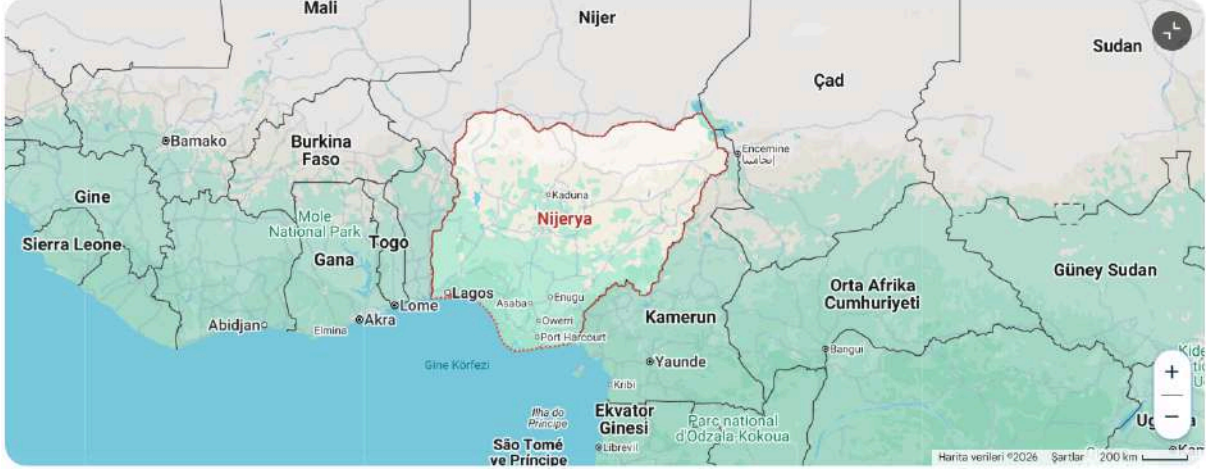 Mali
Nijer
Sudan
Çad
Bamako
Burkina
Faso
Encemine
إنجامينا
Kaduna
Gine
Mole
National Park
Nijerya
Togo
Sierra Leone
Gana
Güney Sudan
Orta Afrika
Cumhuriyeti
Lagos
Asaba
Enugu
Lome
Owerri
Kamerun
Abidjan
Elmina
Akra
Port Harcourt
Bangui
Gine Körfezi
Yaunde
Kribi
+
−
Ilha do
Príncipe
Ekvator
Ginesi
Parc national
d'Odzala-Kokoua
São Tomé
ve Príncipe
Librevil
Harita verileri ©2026 Şartlar 200 km